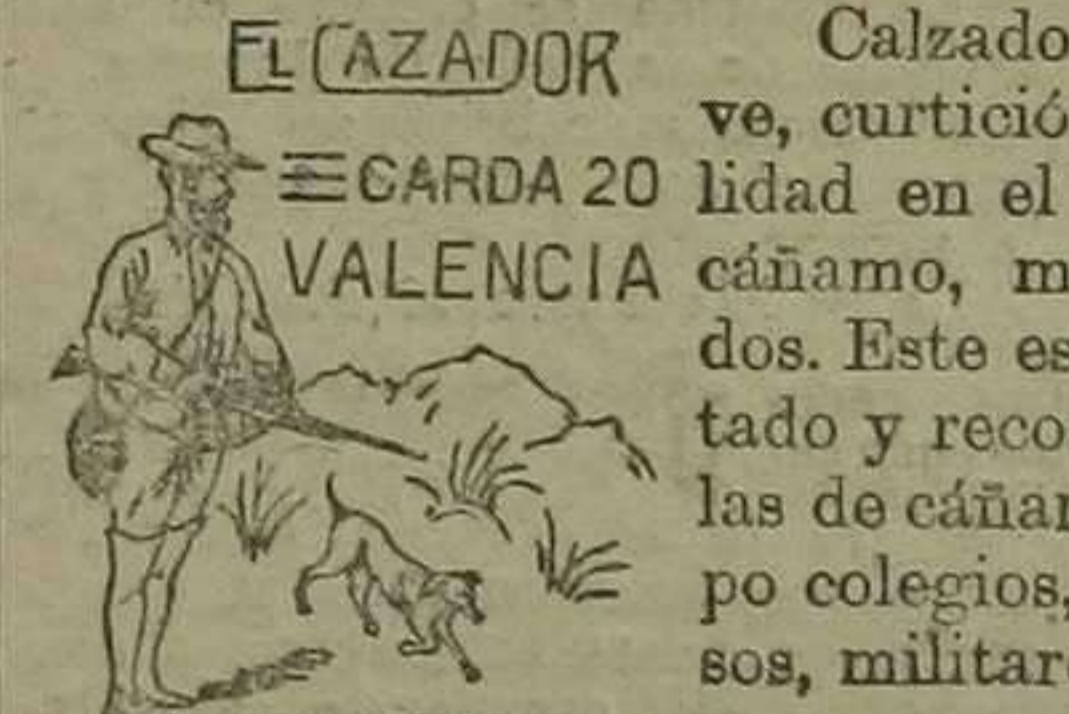 EL CAZADOR
CARDA 20
VALENCIA
Calzado
ve, curtició
lidad en el
cáñamo, m
dos. Este es
tado y reco
las de cáñar
po colegios,
sos, militar